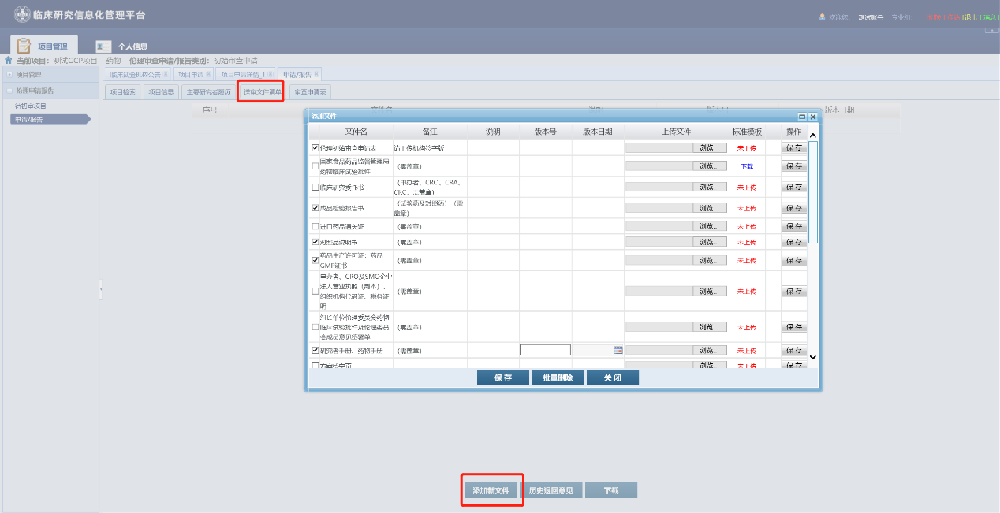 临床研究信息化管理平台
欢迎您, 测试账号 专业组:
退出 消息
项目管理 个人信息
当前项目: 测试GCP项目 药物 伦理审查申请/报告类别: 初始审查申请
项目管理
伦理申请报告
待初审项目
申请/报告
临床试验机构公告 项目申请 项目申请详情_1 申请/报告
项目检索 项目信息 主要研究者履历 送审文件清单 审查申请表
序号 文件名 说明 版本号 版本日期
添加文件
文件名 备注 说明 版本号 版本日期 上传文件 标准模板 操作
伦理初始审查申请表 请上传机构签字版 浏览... 未上传 保存
国家食品药品监督管理局
药物临床试验批件 (需盖章) 浏览... 下载 保存
临床研究委托书 (申办者、CRO、CRA、
CRC, 需盖章) 浏览... 未上传 保存
成品检验报告书 (试验药及对照药) (需
盖章) 浏览... 未上传 保存
进口药品通关证 (需盖章) 浏览... 未上传 保存
对照品说明书 (需盖章) 浏览... 未上传 保存
药品生产许可证; 药品
GMP证书 (需盖章) 浏览... 未上传 保存
申办者、CRO及SMO企业
法人营业执照 (副本) 、
组织机构代码证、税务证
明 (需盖章) 浏览... 未上传 保存
组长单位伦理委员会药物
临床试验批件及伦理委员
会成员意见签署单 (需盖章) 浏览... 未上传 保存
研究者手册、药物手册 (需盖章) 浏览... 未上传 保存
方案签字页 浏览... 未上传 保存
保存 批量删除 关闭
添加新文件 历史退回意见 下载